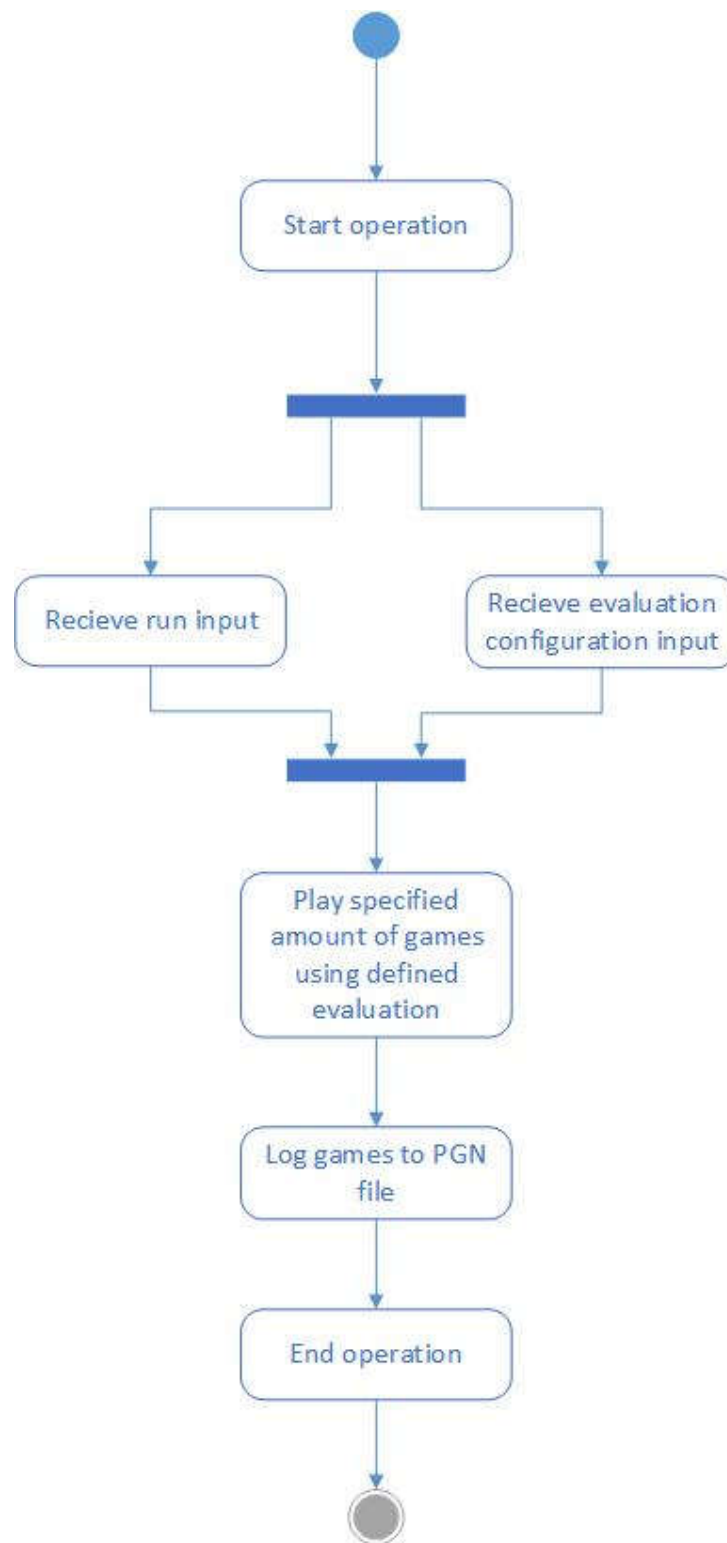 Start operation
Recieve run input
Recieve evaluation
configuration input
Play specified
amount of games
using defined
evaluation
Log games to PGN
file
End operation